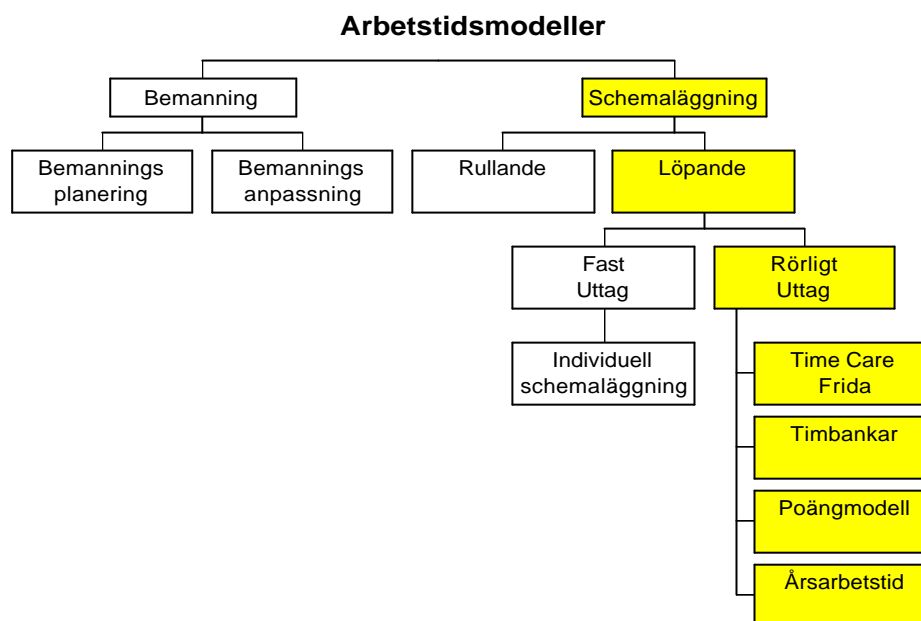 Arbetstidsmodeller
Bemanning
Schemaläggning
Bemannings
planering
Bemannings
anpassning
Rullande
Löpande
Fast
Uttag
Rörligt
Uttag
Individuell
schemaläggning
Time Care
Frida
Timbankar
Poängmodell
Årsarbetstid